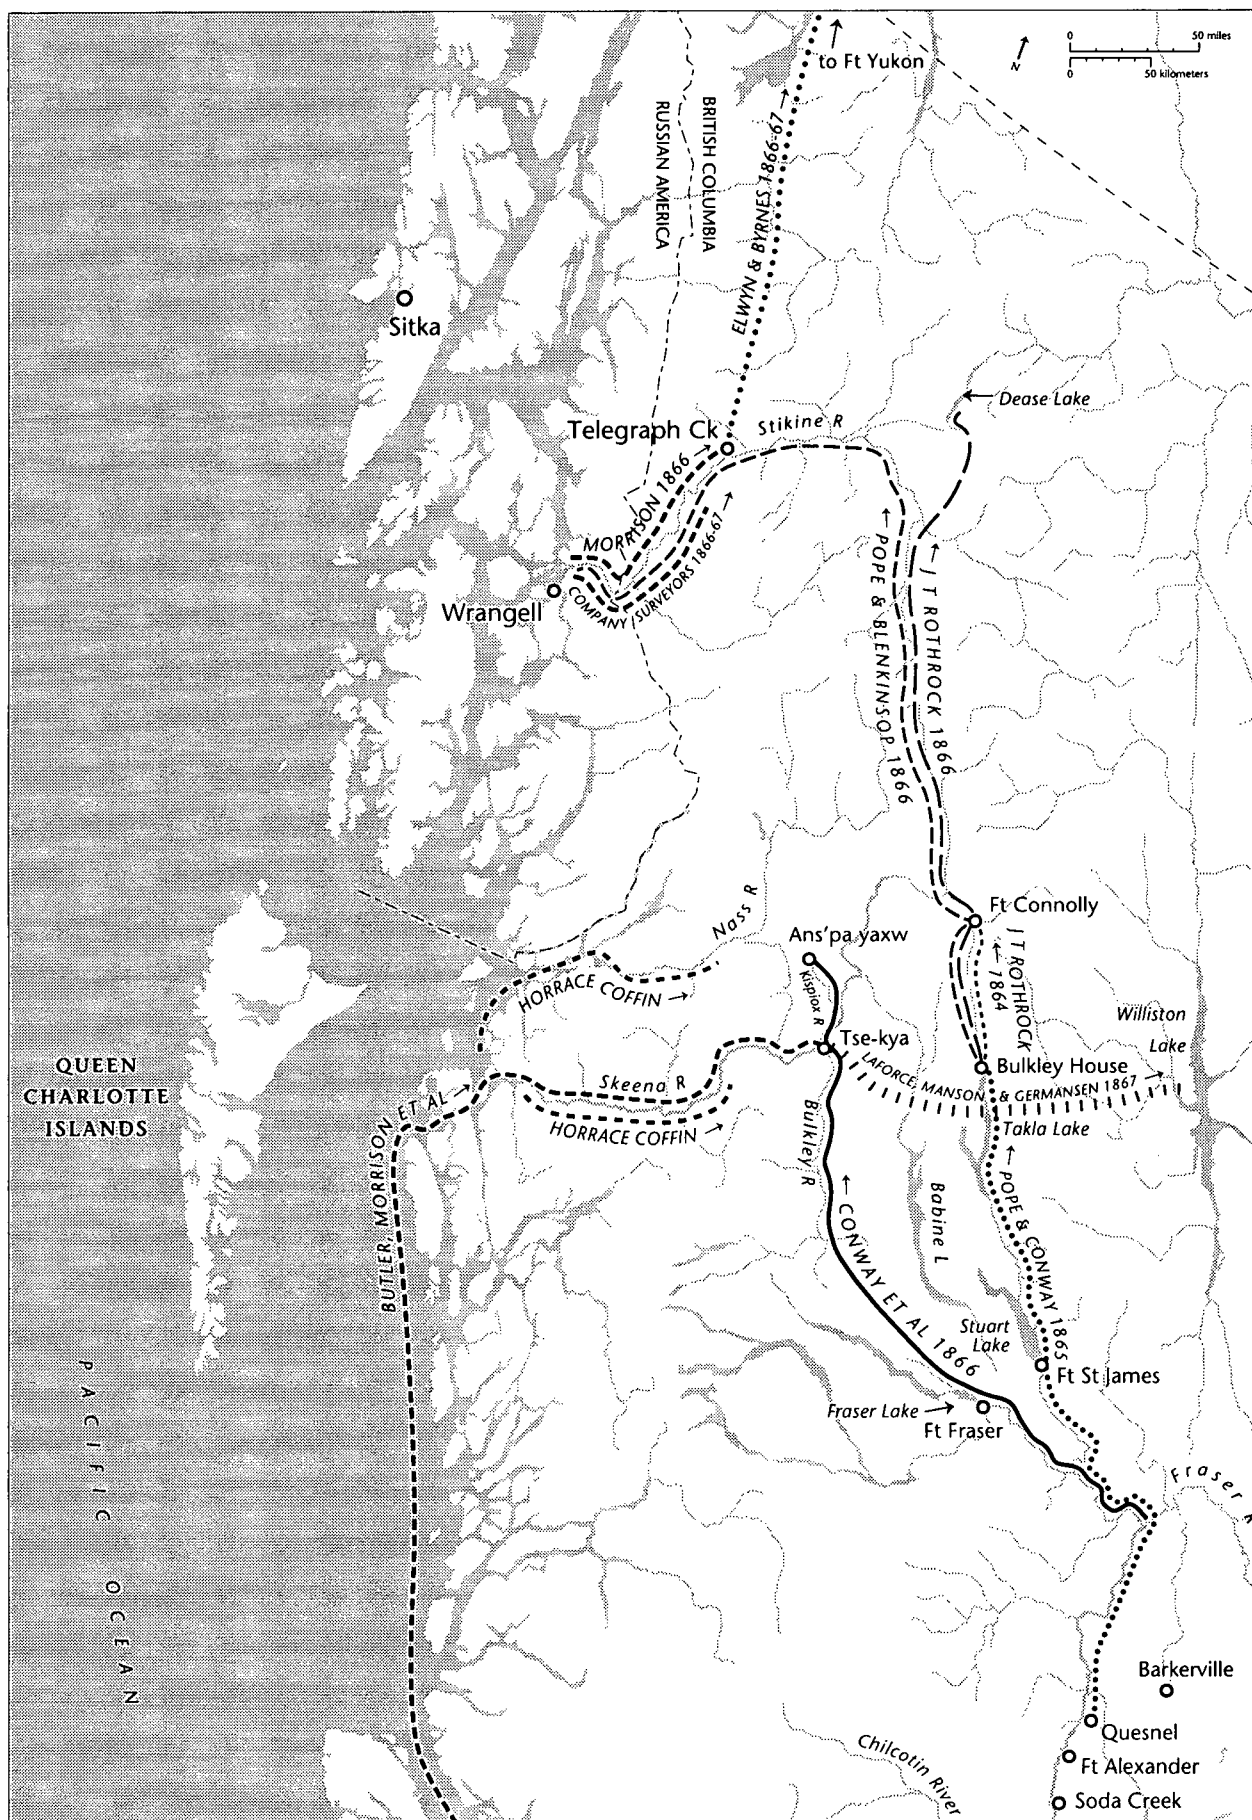 0 50 miles
0 50 kilometers
N
to Ft Yukon
BRITISH COLUMBIA
RUSSIAN AMERICA
ELWYN & BYRNES 1866-67 →
Sitka
← Dease Lake
Telegraph Ck
Stikine R
MORRISON 1866 →
COMPANY SURVEYORS 1866-67 →
Wrangell
← POPE & BLENKINSOP 1866
← J T ROTHROCK 1866
Nass R
Ft Connolly
Ans'pa yaxw
J T ROTHROCK
← 1864
HORRACE COFFIN →
Kispiox R
Williston
Lake
Tse-kya
Bulkley House
LAFORCE, MANSON & GERMANSEN 1867 →
QUEEN
CHARLOTTE
ISLANDS
Skeena R
HORRACE COFFIN →
BUTLER, MORRISON ET AL →
Bulkley R
Takla Lake
← POPE & CONWAY 1865
Babine L
← CONWAY ET AL 1866
Stuart
Lake
Ft St James
Fraser Lake →
Ft Fraser
PACIFIC OCEAN
Fraser R
Barkerville
Quesnel
Chilcotin River
Ft Alexander
Soda Creek